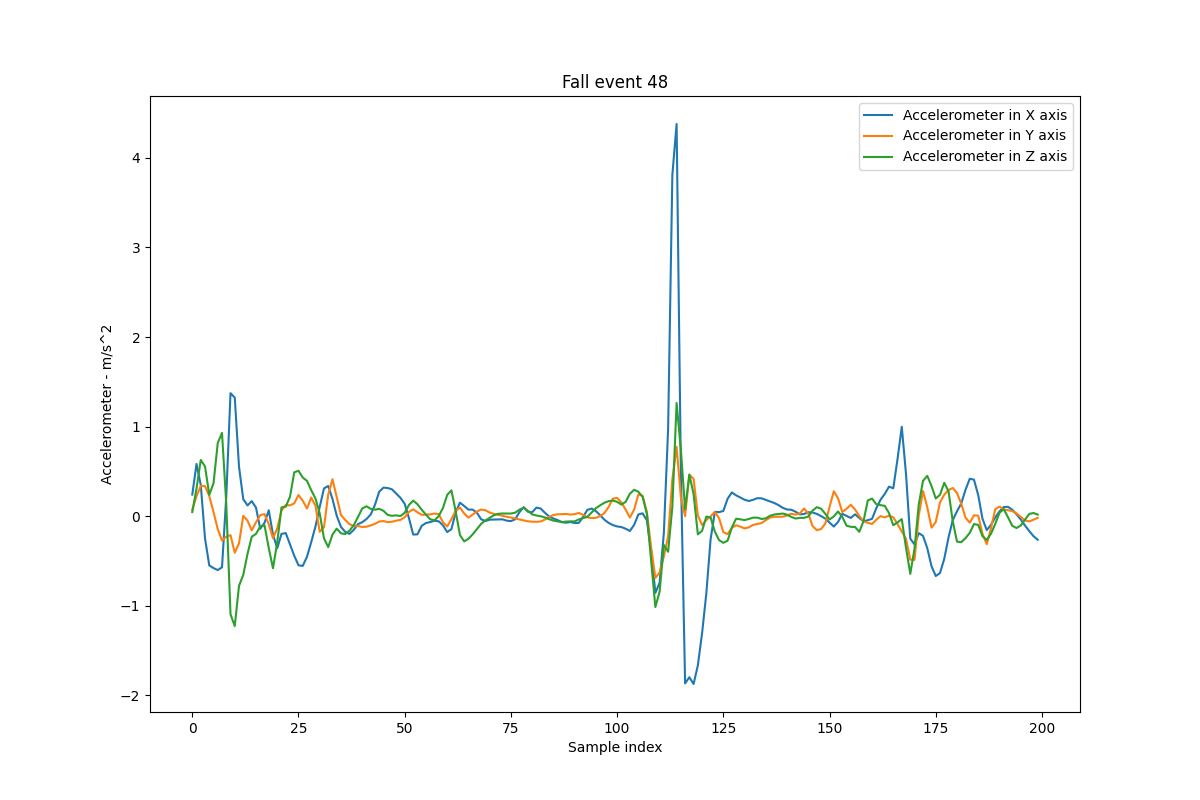 Fall event 48
Accelerometer in X axis
Accelerometer in Y axis
Accelerometer in Z axis
Accelerometer - m/s^2
4
3
2
1
0
−1
−2
0 25 50 75 100 125 150 175 200
Sample index